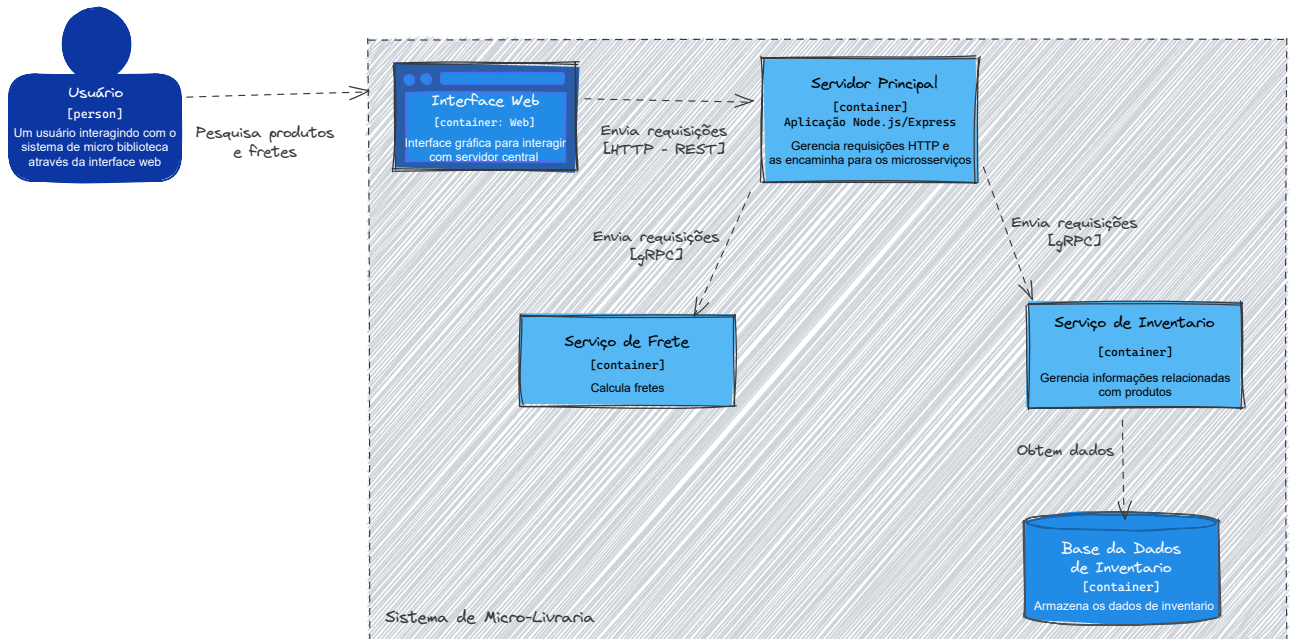 Usuário
[person]
Um usuário interagindo com o
sistema de micro biblioteca
através da interface web
Pesquisa produtos
e fretes
Interface Web
[container: Web]
Interface gráfica para interagir
com servidor central
Envia requisições
[HTTP - REST]
Servidor Principal
[container]
Aplicação Node.js/Express
Gerencia requisições HTTP e
as encaminha para os microsserviços
Envia requisições
[gRPC]
Envia requisições
[gRPC]
Serviço de Frete
[container]
Calcula fretes
Serviço de Inventario
[container]
Gerencia informações relacionadas
com produtos
Obtem dados
Base da Dados
de Inventario
[container]
Armazena os dados de inventario
Sistema de Micro-Livraria